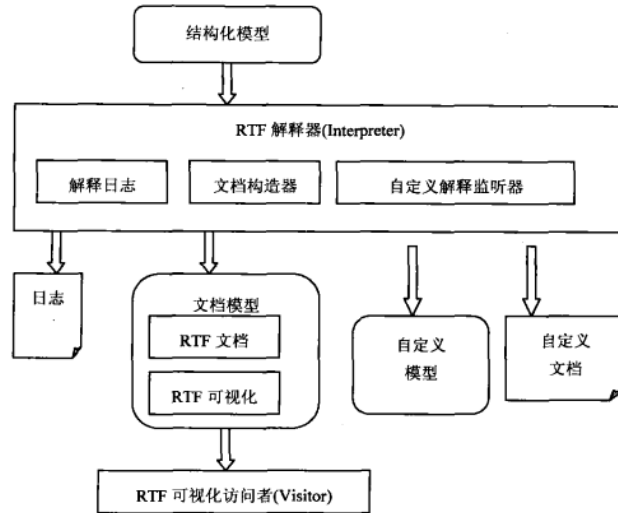 结构化模型
RTF 解释器(Interpreter)
解释日志
文档构造器
自定义解释监听器
日志
文档模型
RTF 文档
RTF 可视化
自定义
模型
自定义
文档
RTF 可视化访问者(Visitor)